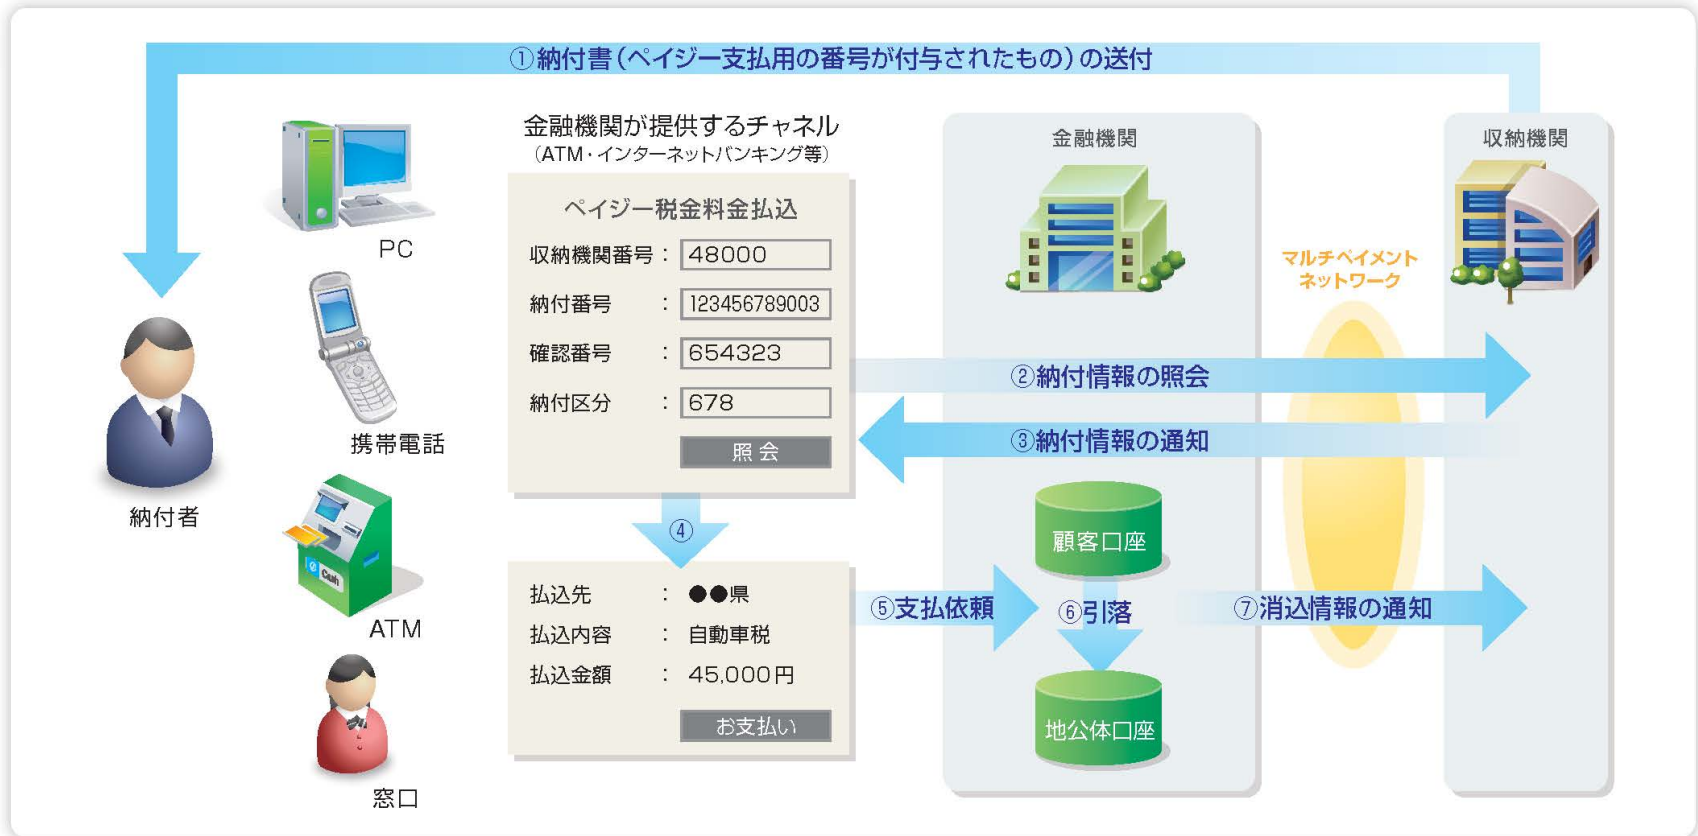 ①納付書(ペイジー支払用の番号が付与されたもの)の送付
PC
携帯電話
ATM
Cash
窓口
納付者
金融機関が提供するチャネル
(ATM・インターネットバンキング等)
ペイジー税金料金払込
収納機関番号： 48000
納付番号 ： 123456789003
確認番号 ： 654323
納付区分 ： 678
照会
④
払込先 ： ●●県
払込内容 ： 自動車税
払込金額 ： 45,000円
お支払い
金融機関
収納機関
マルチペイメント
ネットワーク
②納付情報の照会
③納付情報の通知
顧客口座
⑤支払依頼
⑥引落
⑦消込情報の通知
地公体口座